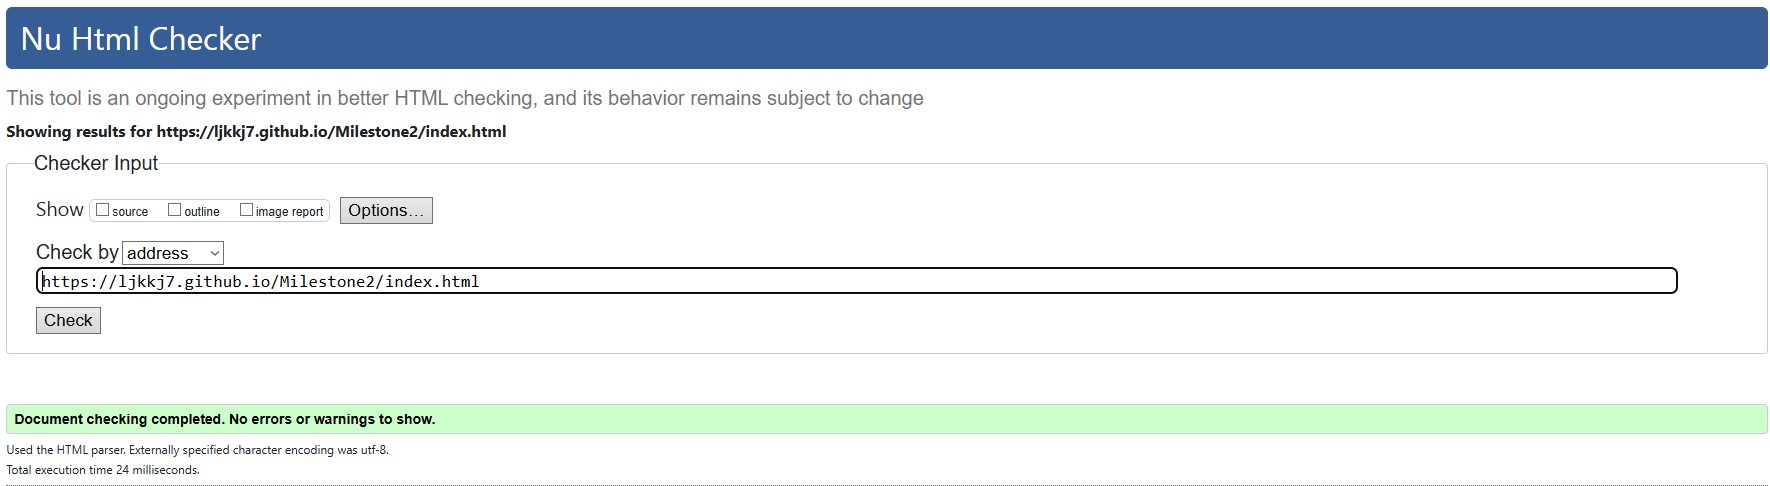 Nu Html Checker
This tool is an ongoing experiment in better HTML checking, and its behavior remains subject to change
Showing results for https://ljkkj7.github.io/Milestone2/index.html
Checker Input
Show source outline image report Options...
Check by address
https://ljkkj7.github.io/Milestone2/index.html
Check
Document checking completed. No errors or warnings to show.
Used the HTML parser. Externally specified character encoding was utf-8.
Total execution time 24 milliseconds.